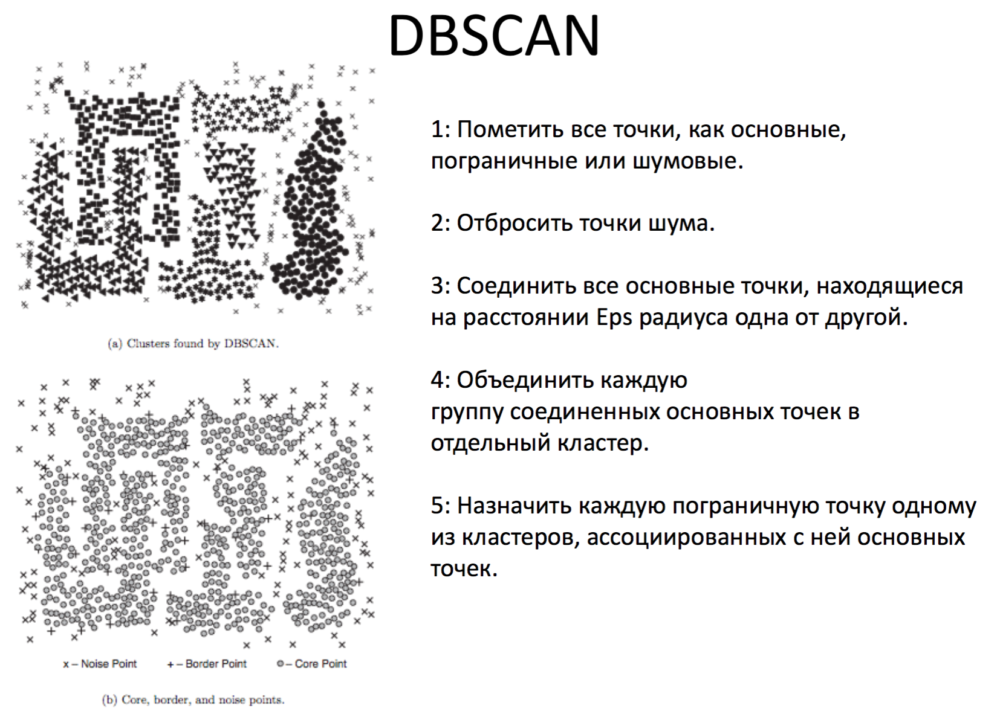 DBSCAN
1: Пометить все точки, как основные,
пограничные или шумовые.
2: Отбросить точки шума.
3: Соединить все основные точки, находящиеся
на расстоянии Eps радиуса одна от другой.
4: Объединить каждую
группу соединенных основных точек в
отдельный кластер.
5: Назначить каждую пограничную точку одному
из кластеров, ассоциированных с ней основных
точек.
(a) Clusters found by DBSCAN.
x – Noise Point + – Border Point – Core Point
(b) Core, border, and noise points.